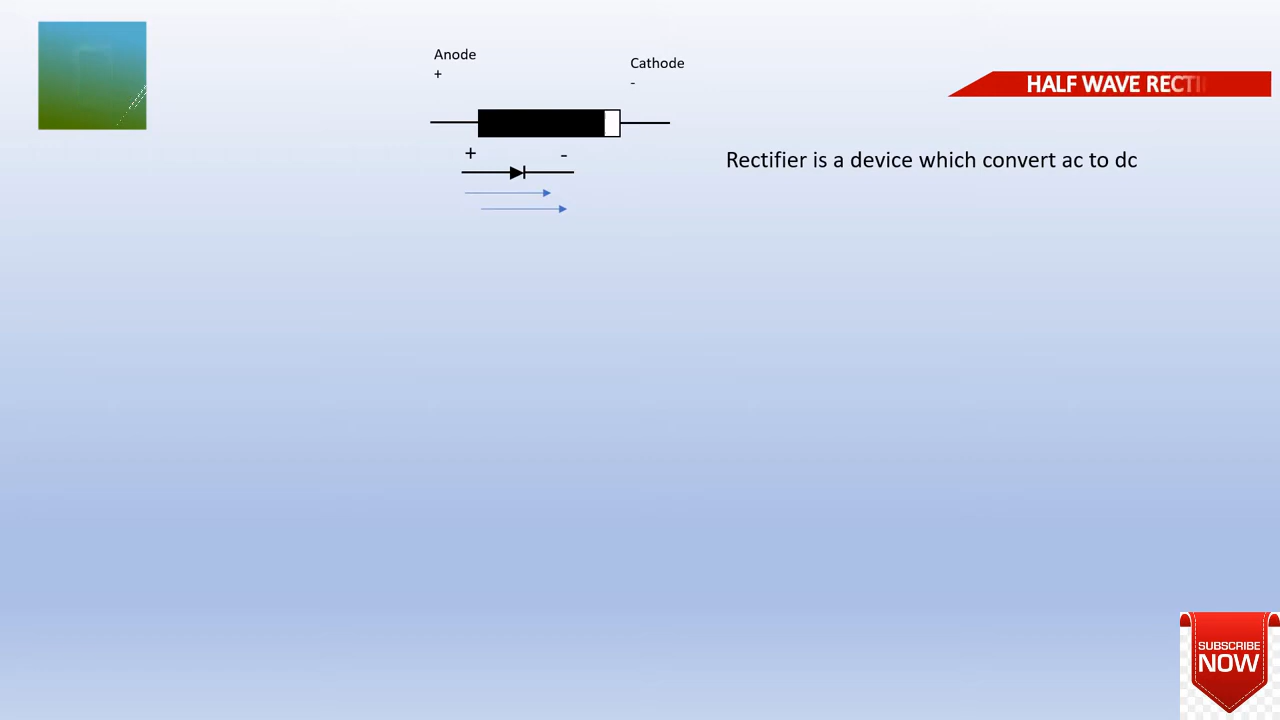 Anode
+
Cathode
-
HALF WAVE RECTI
+ -
Rectifier is a device which convert ac to dc
SUBSCRIBE
NOW